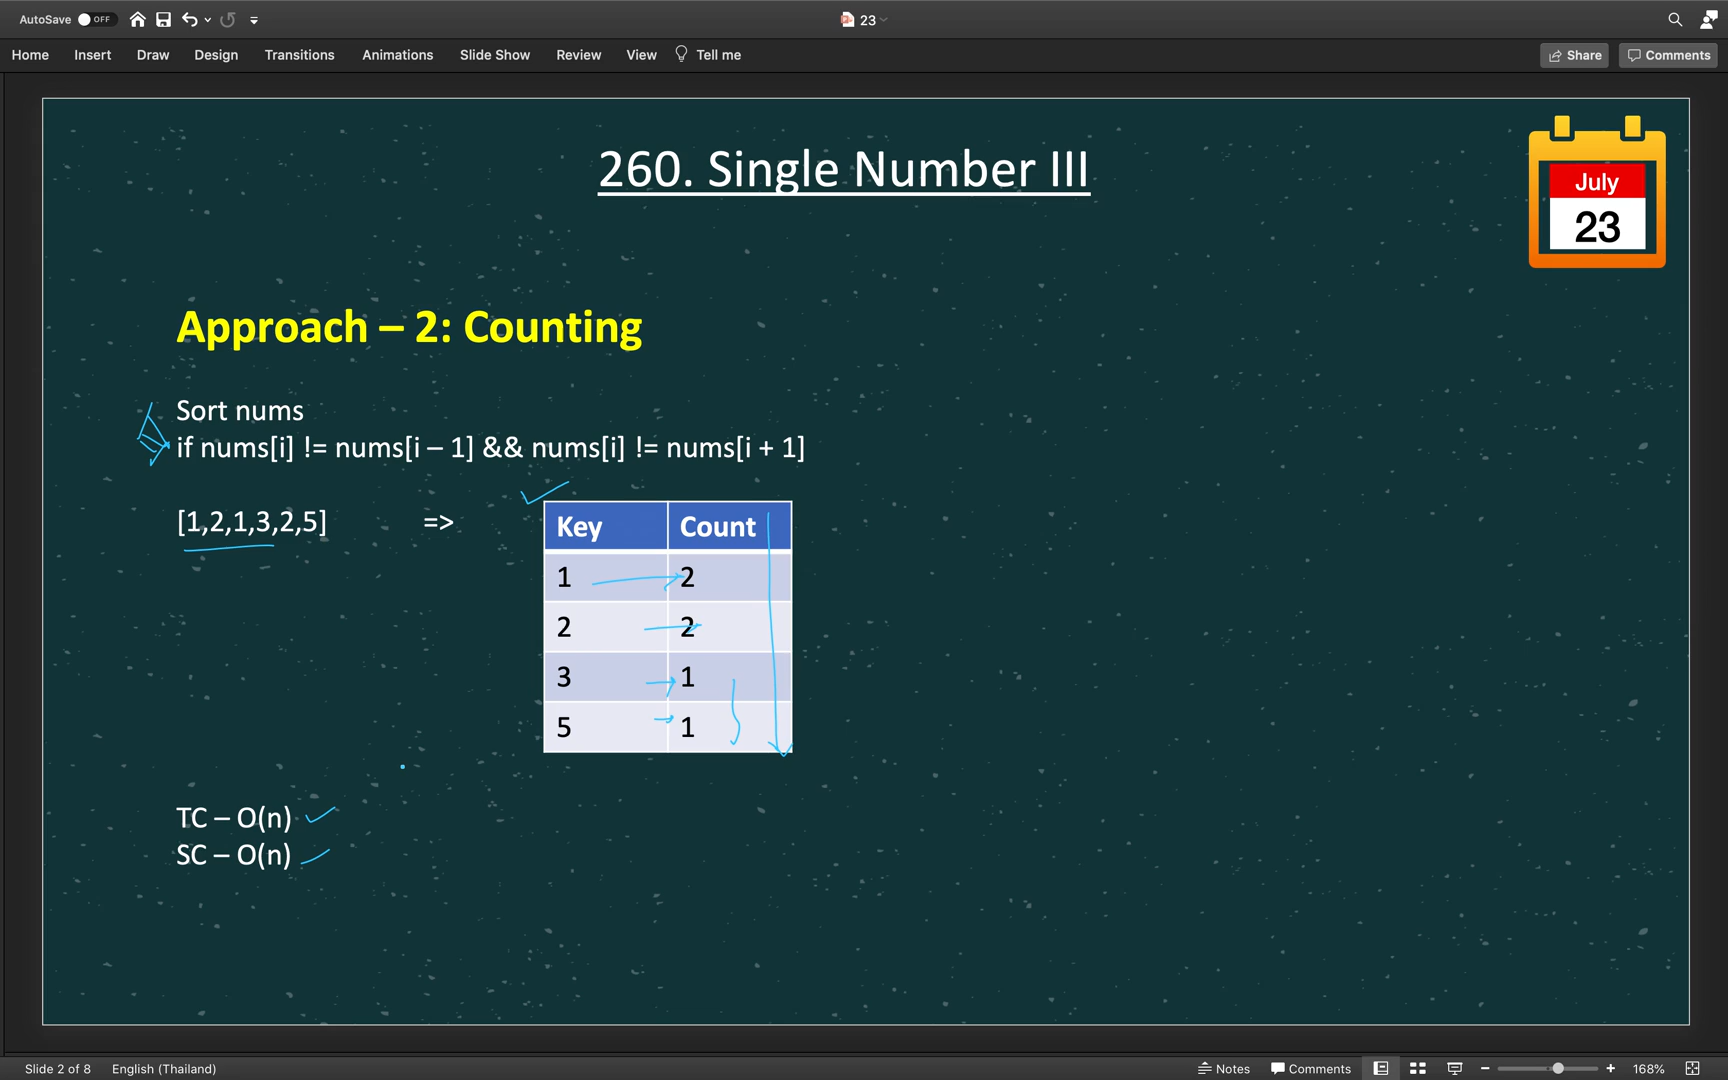 AutoSave OFF
23
Home Insert Draw Design Transitions Animations Slide Show Review View Tell me
Share Comments
260. Single Number III
July
23
Approach – 2: Counting
Sort nums
if nums[i] != nums[i – 1] && nums[i] != nums[i + 1]
[1,2,1,3,2,5] =>
Key Count
1 2
2 2
3 1
5 1
TC – O(n)
SC – O(n)
Slide 2 of 8 English (Thailand) Notes Comments 168%